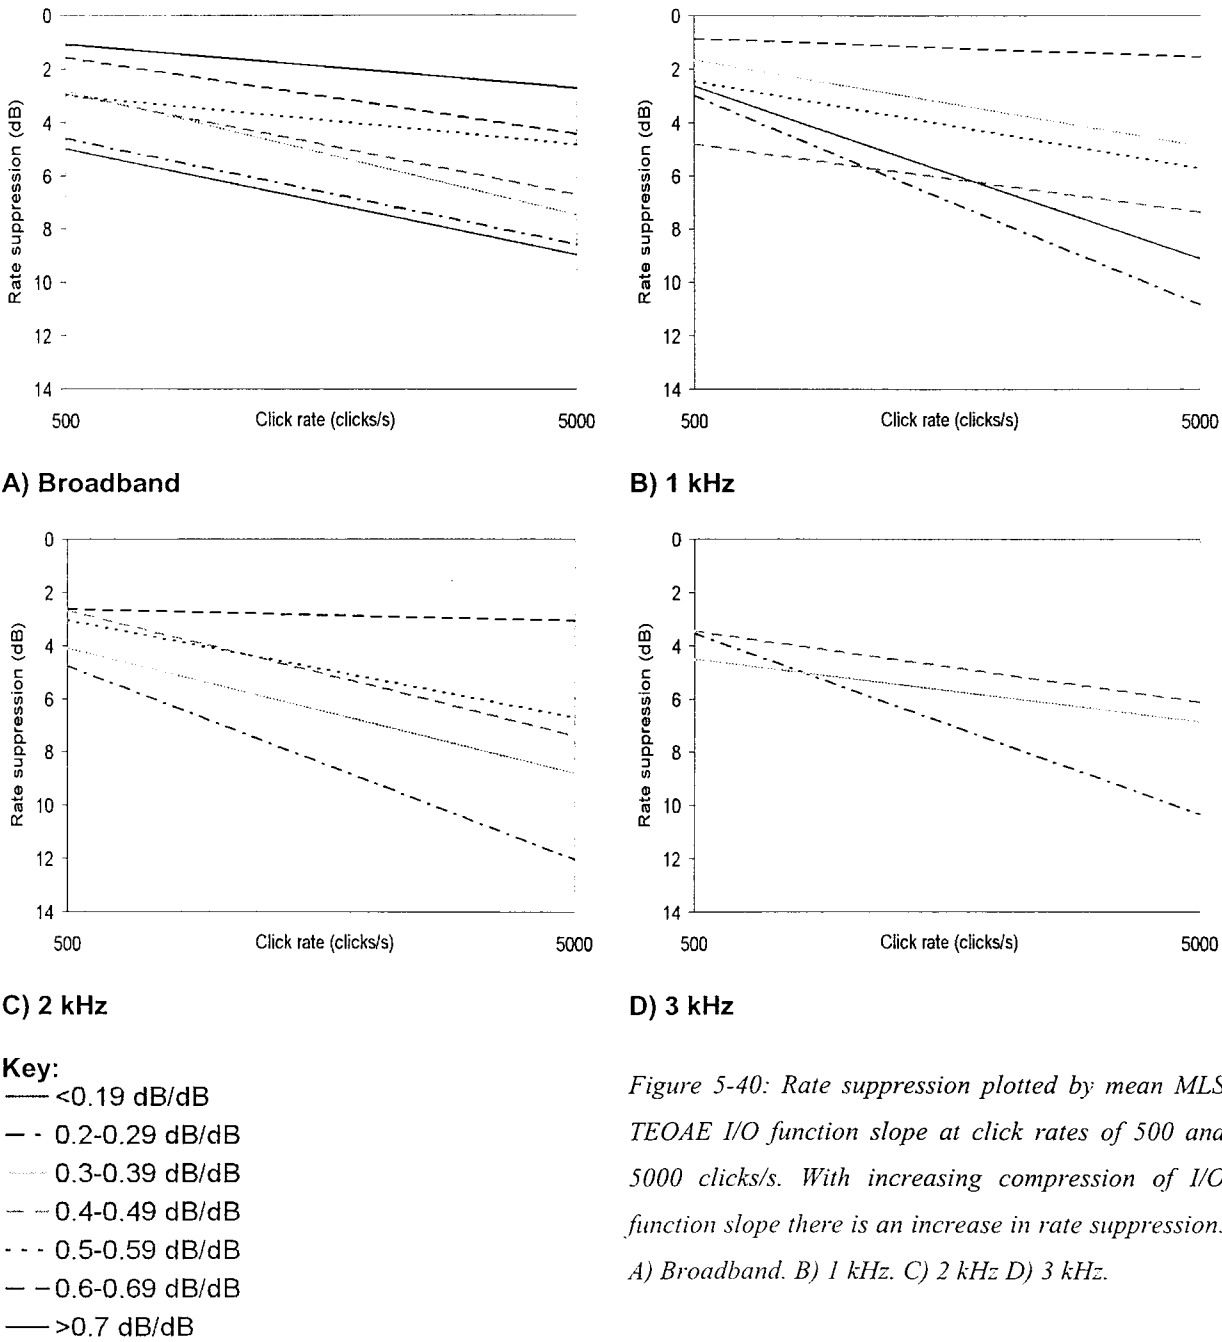 0
2
4
6
8
10
12
14
Rate suppression (dB)
500
Click rate (clicks/s)
5000
A) Broadband
0
2
4
6
8
10
12
14
Rate suppression (dB)
500
Click rate (clicks/s)
5000
B) 1 kHz
0
2
4
6
8
10
12
14
Rate suppression (dB)
500
Click rate (clicks/s)
5000
C) 2 kHz
0
2
4
6
8
10
12
14
Rate suppression (dB)
500
Click rate (clicks/s)
5000
D) 3 kHz
Key:
<0.19 dB/dB
0.2-0.29 dB/dB
0.3-0.39 dB/dB
0.4-0.49 dB/dB
0.5-0.59 dB/dB
0.6-0.69 dB/dB
>0.7 dB/dB
Figure 5-40: Rate suppression plotted by mean MLS
TEOAE I/O function slope at click rates of 500 and
5000 clicks/s. With increasing compression of I/O
function slope there is an increase in rate suppression.
A) Broadband. B) 1 kHz. C) 2 kHz D) 3 kHz.